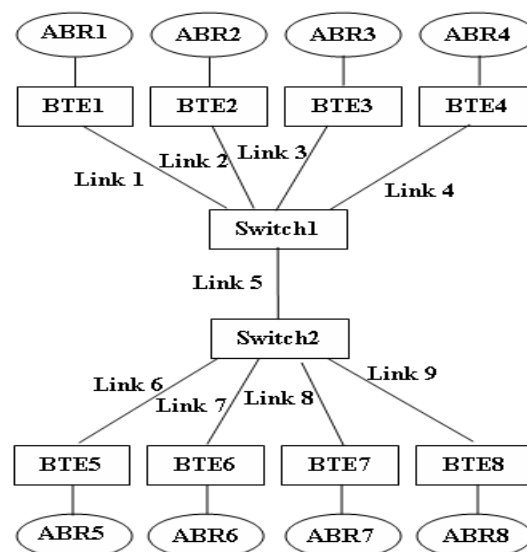 ABR1 ABR2 ABR3 ABR4
BTE1 BTE2 BTE3 BTE4
Link 1 Link 2 Link 3 Link 4
Switch1
Link 5
Switch2
Link 6 Link 7 Link 8 Link 9
BTE5 BTE6 BTE7 BTE8
ABR5 ABR6 ABR7 ABR8